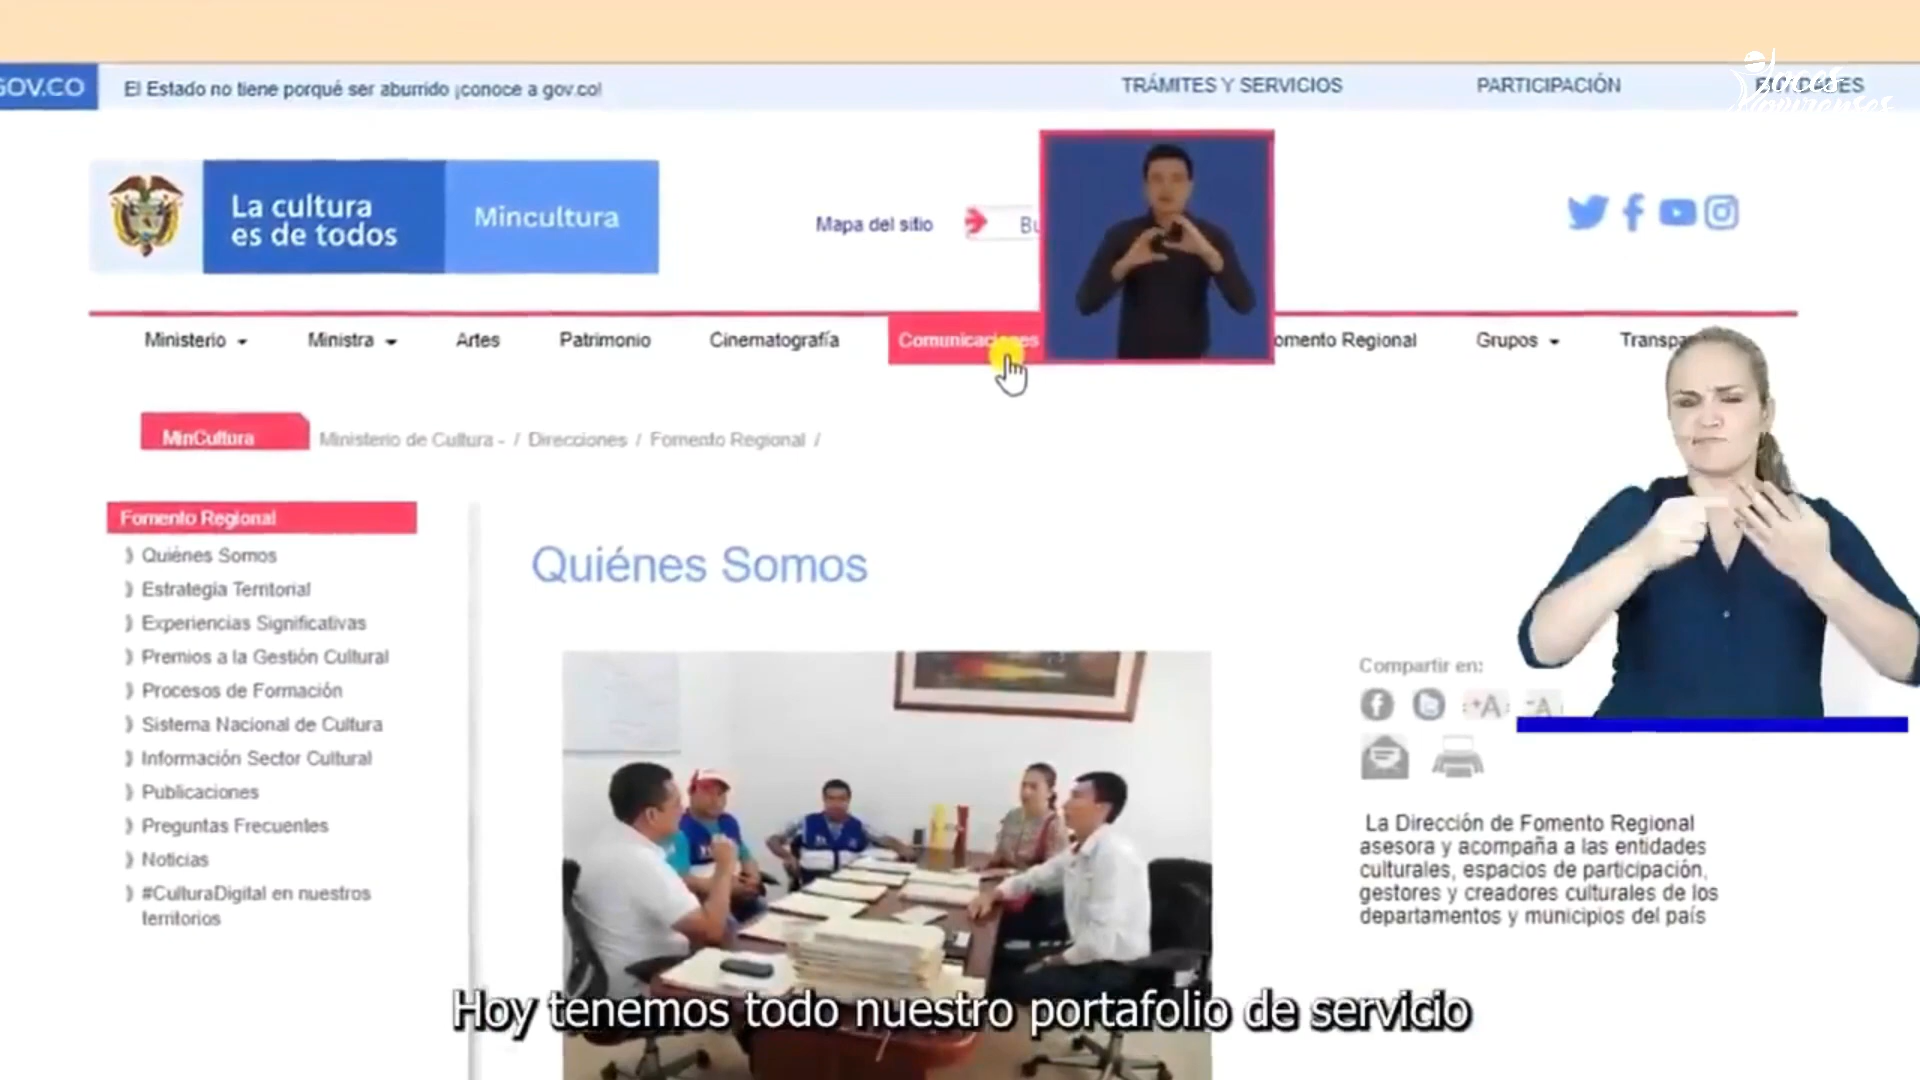 GOV.CO
El Estado no tiene porqué ser aburrido ¡conoce a gov.co!
TRÁMITES Y SERVICIOS
PARTICIPACIÓN
Voces
La cultura
es de todos
Mincultura
Mapa del sitio
Bu
Ministerio
Ministra
Artes
Patrimonio
Cinematografía
Comunicaciones
omento Regional
Grupos
Transpa
MinCultura
Ministerio de Cultura - / Direcciones / Fomento Regional /
Fomento Regional
Quiénes Somos
Estrategia Territorial
Experiencias Significativas
Premios a la Gestión Cultural
Procesos de Formación
Sistema Nacional de Cultura
Información Sector Cultural
Publicaciones
Preguntas Frecuentes
Noticias
#CulturaDigital en nuestros
territorios
Quiénes Somos
Compartir en:
+A
-A
La Dirección de Fomento Regional
asesora y acompaña a las entidades
culturales, espacios de participación,
gestores y creadores culturales de los
departamentos y municipios del país
Hoy tenemos todo nuestro portafolio de servicio